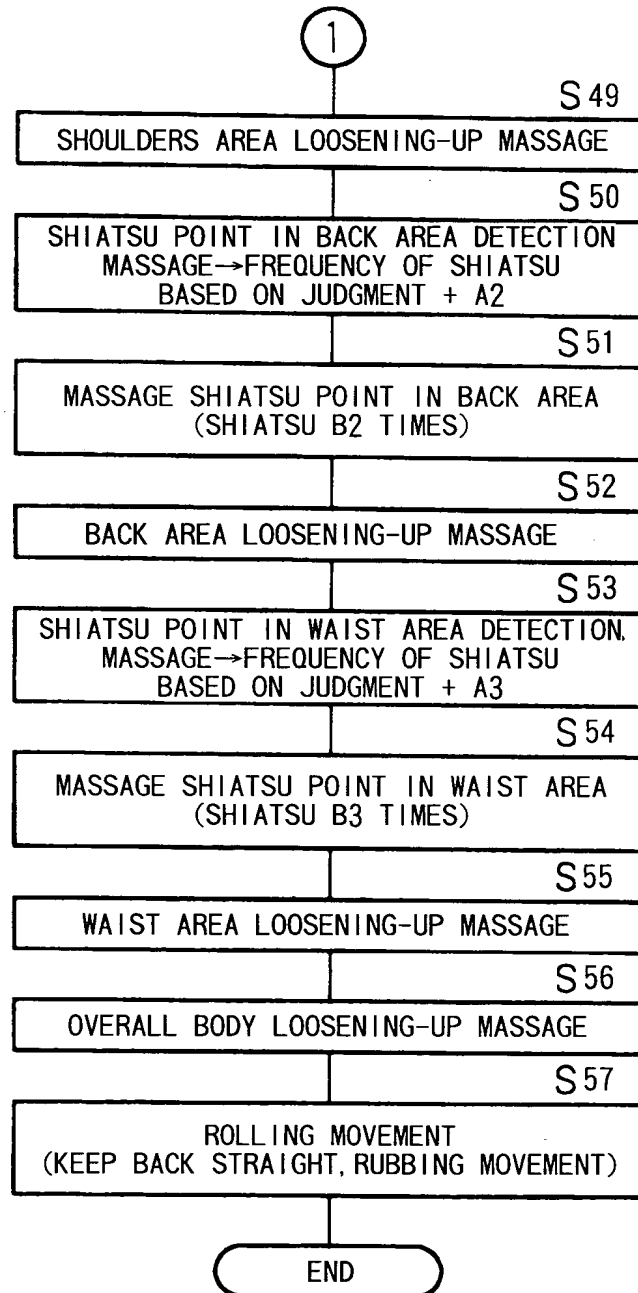 1
S49
SHOULDERS AREA LOOSENING-UP MASSAGE
S50
SHIATSU POINT IN BACK AREA DETECTION
MASSAGE→FREQUENCY OF SHIATSU
BASED ON JUDGMENT + A2
S51
MASSAGE SHIATSU POINT IN BACK AREA
(SHIATSU B2 TIMES)
S52
BACK AREA LOOSENING-UP MASSAGE
S53
SHIATSU POINT IN WAIST AREA DETECTION.
MASSAGE→FREQUENCY OF SHIATSU
BASED ON JUDGMENT + A3
S54
MASSAGE SHIATSU POINT IN WAIST AREA
(SHIATSU B3 TIMES)
S55
WAIST AREA LOOSENING-UP MASSAGE
S56
OVERALL BODY LOOSENING-UP MASSAGE
S57
ROLLING MOVEMENT
(KEEP BACK STRAIGHT, RUBBING MOVEMENT)
END